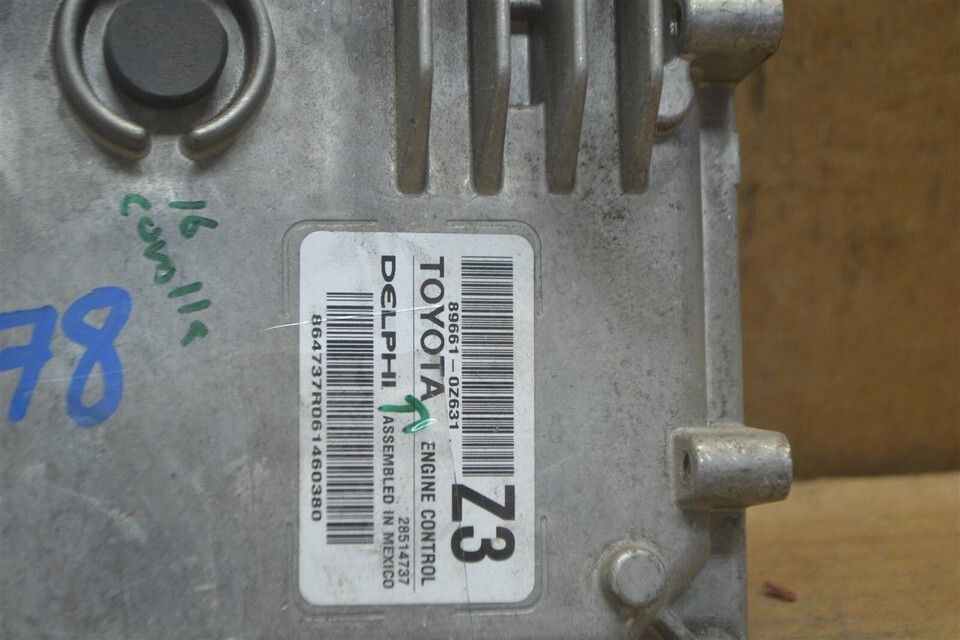 16
corolla
78
89661-0Z631
Z3
TOYOTA ENGINE CONTROL
28514737
DELPHI ASSEMBLED IN MEXICO
864737R061460380